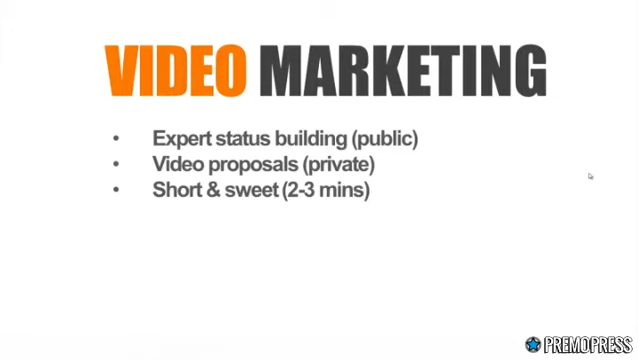 VIDEO MARKETING
• Expert status building (public)
• Video proposals (private)
• Short & sweet (2-3 mins)
PREMOPRESS